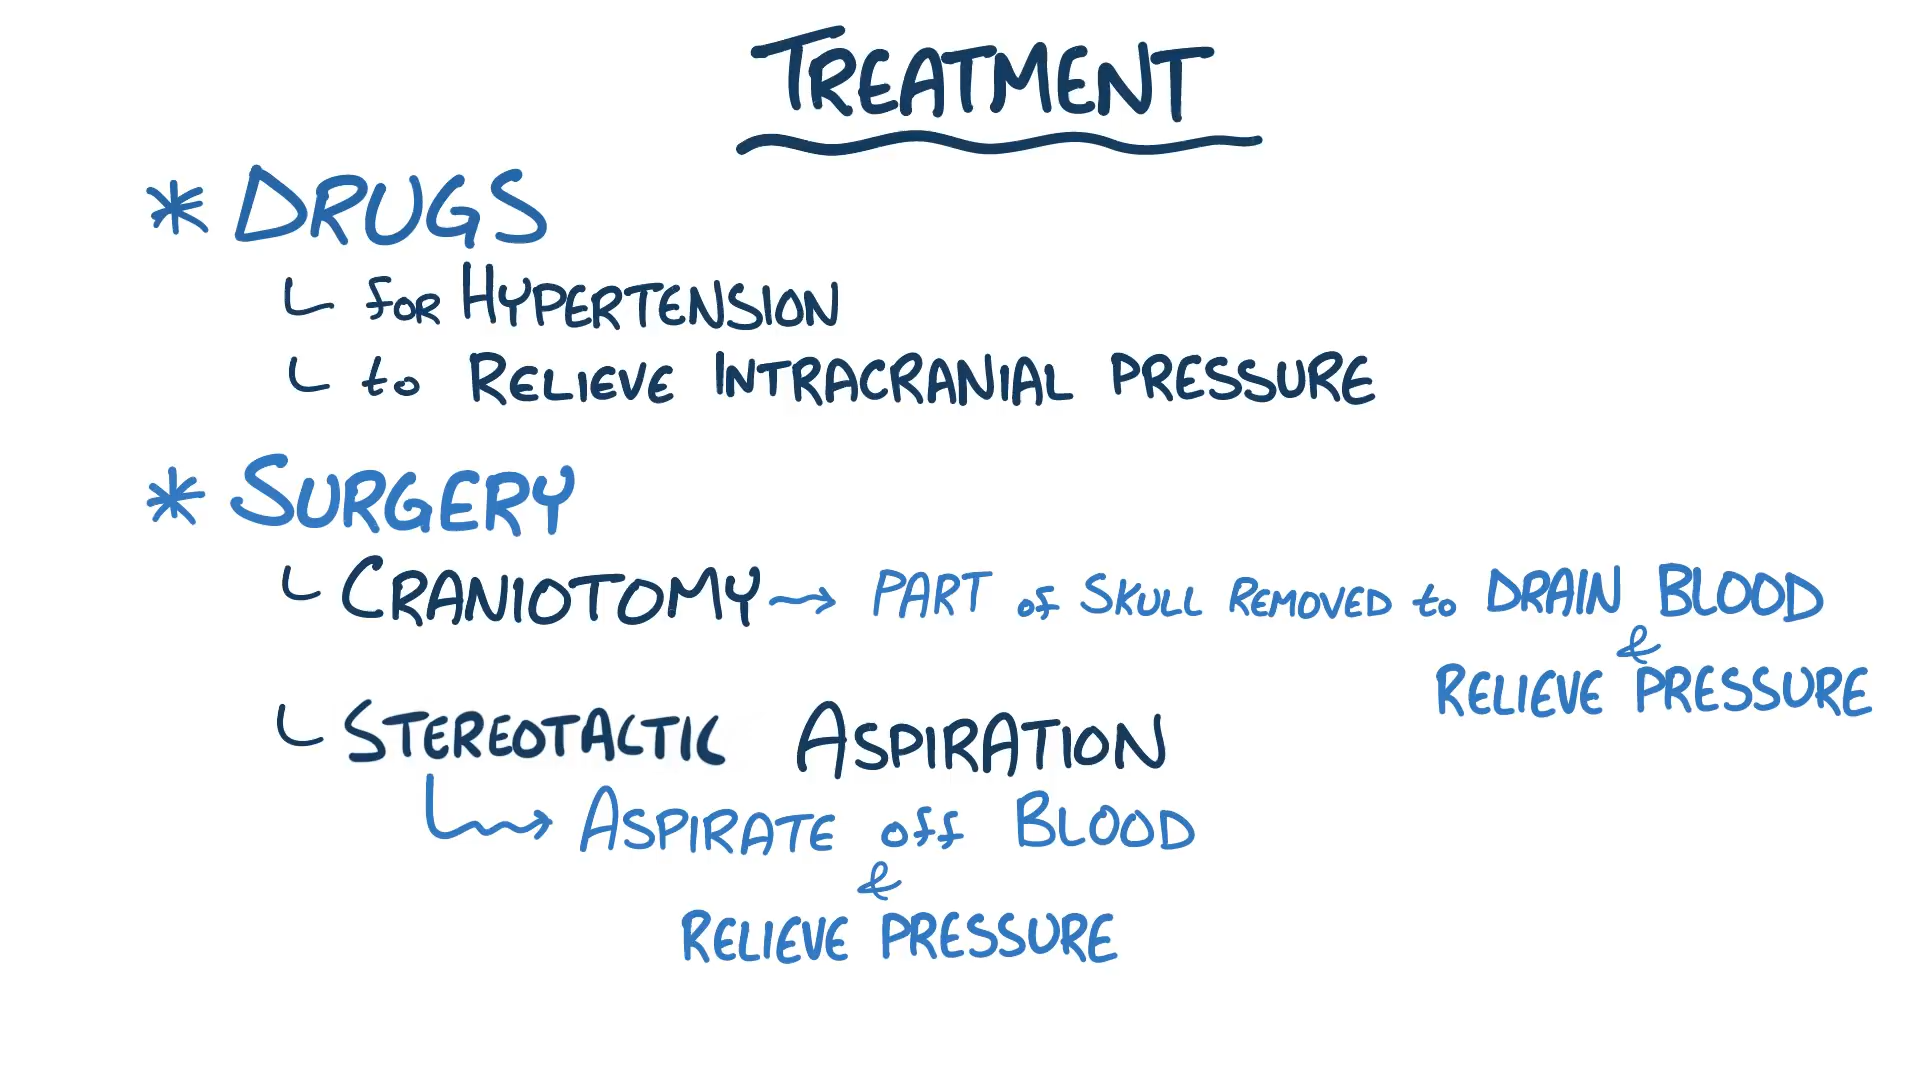 TREATMENT
* DRUGS
for HYPERTENSION
to RELIEVE INTRACRANIAL PRESSURE
* SURGERY
CRANIOTOMY → PART of SKULL REMOVED to DRAIN BLOOD
&
RELIEVE PRESSURE
STEREOTACTIC ASPIRATION
→ ASPIRATE off BLOOD
&
RELIEVE PRESSURE